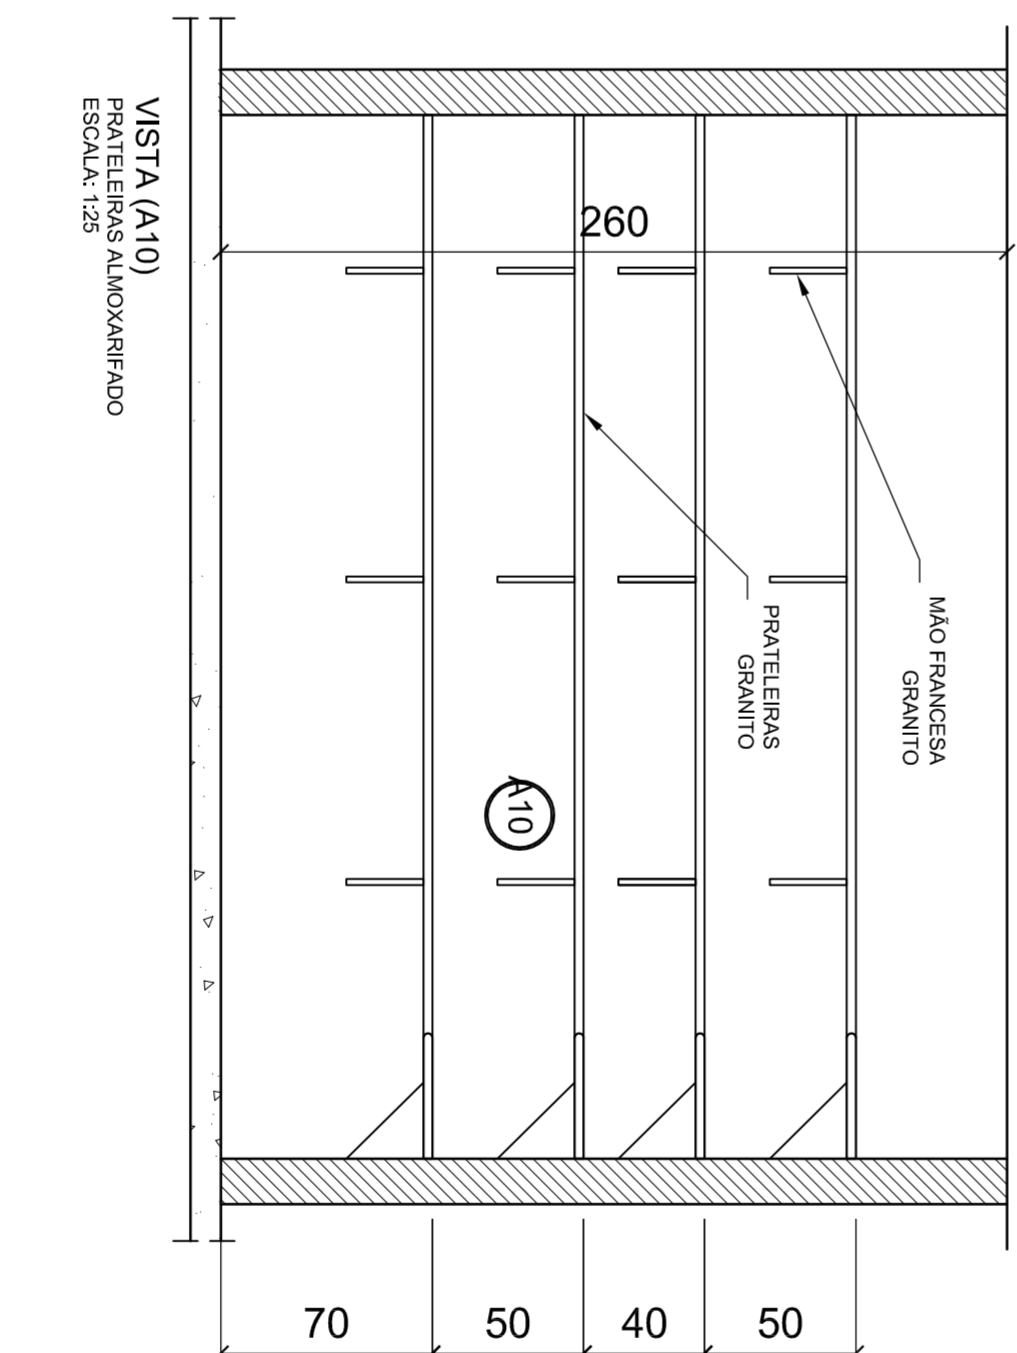 VISTA (A10)
PRATELEIRAS ALMOXARIFADO
ESCALA: 1:25
260
MÃO FRANCESA
GRANITO
PRATELEIRAS
GRANITO
A10
70
50
40
50